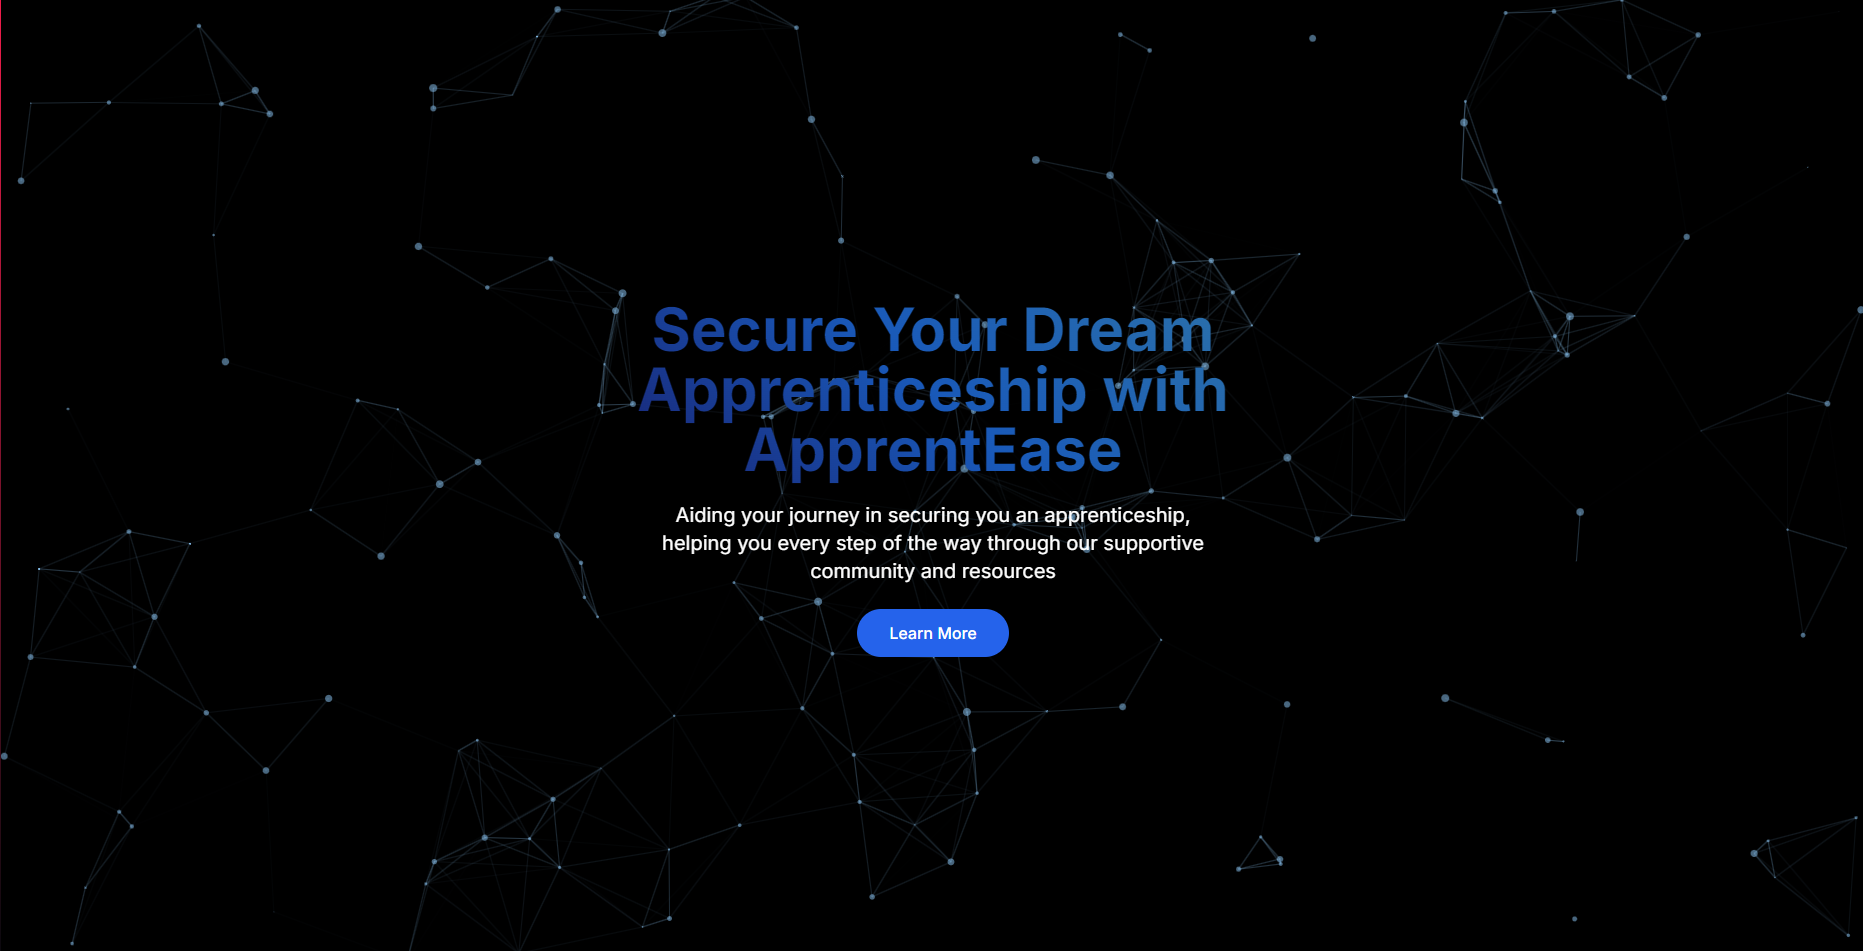 Secure Your Dream
Apprenticeship with
ApprentEase
Aiding your journey in securing you an apprenticeship,
helping you every step of the way through our supportive
community and resources
Learn More